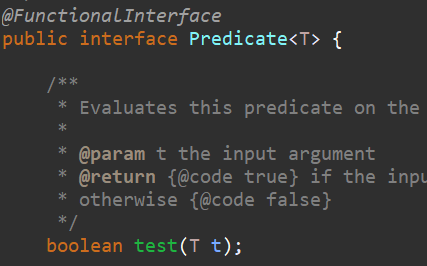 @FunctionalInterface
public interface Predicate<T> {
/**
* Evaluates this predicate on the
*
* @param t the input argument
* @return {@code true} if the inpu
* otherwise {@code false}
*/
boolean test(T t);